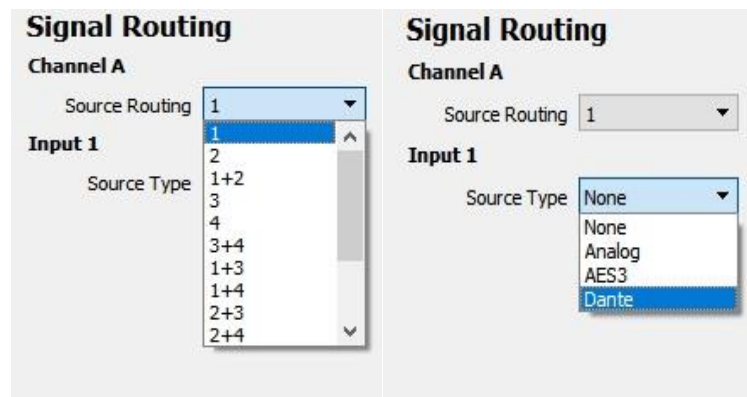 Signal Routing
Channel A
Source Routing 1
1
2
1+2
3
4
3+4
1+3
1+4
2+3
2+4
Input 1
Source Type
Signal Routing
Channel A
Source Routing 1
Input 1
Source Type None
None
Analog
AES3
Dante